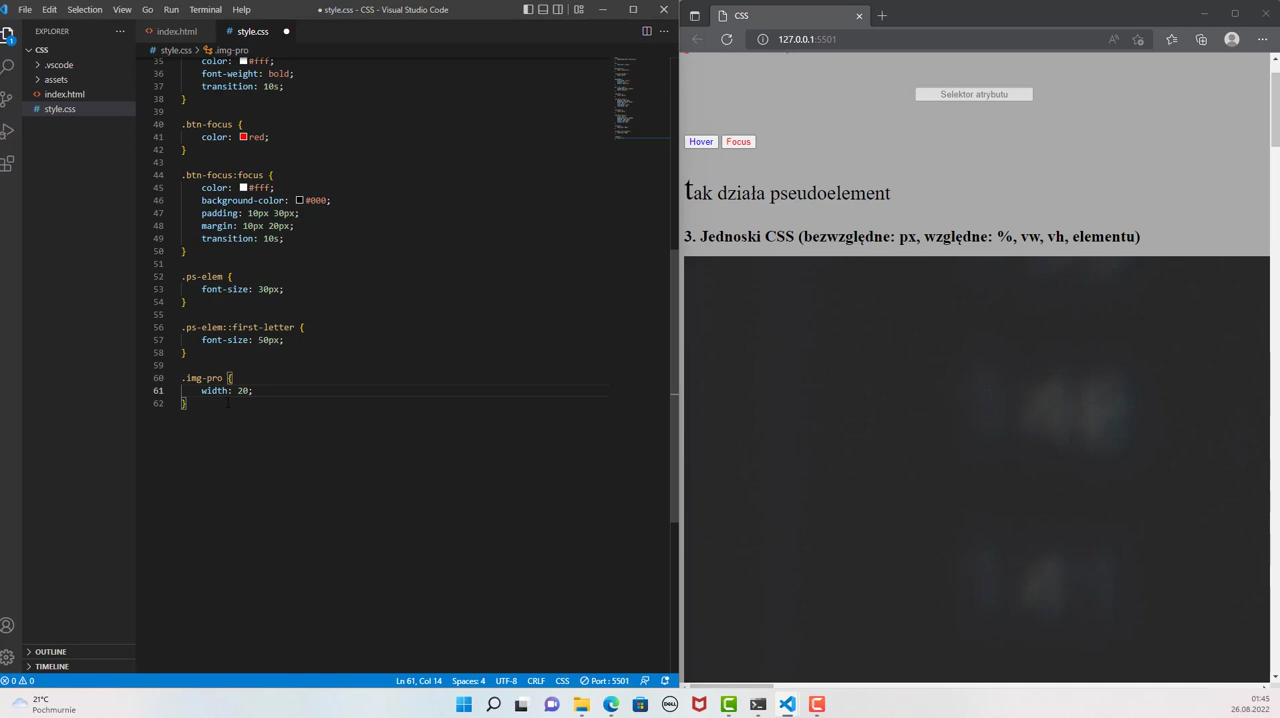 File Edit Selection View Go Run Terminal Help
● style.css - CSS - Visual Studio Code
EXPLORER
CSS
.vscode
assets
index.html
style.css
1
OUTLINE
TIMELINE
index.html style.css
style.css > .img-pro
35 color: #fff;
36 font-weight: bold;
37 transition: 10s;
38 }
39
40 .btn-focus {
41 color: red;
42 }
43
44 .btn-focus:focus {
45 color: #fff;
46 background-color: #000;
47 padding: 10px 30px;
48 margin: 10px 20px;
49 transition: 10s;
50 }
51
52 .ps-elem {
53 font-size: 30px;
54 }
55
56 .ps-elem::first-letter {
57 font-size: 50px;
58 }
59
60 .img-pro {
61 width: 20;
62 }
0 0 Ln 61, Col 14 Spaces: 4 UTF-8 CRLF CSS Port : 5501
CSS
127.0.0.1:5501
Selektor atrybutu
Hover Focus
tak działa pseudoelement
3. Jednoski CSS (bezwzględne: px, względne: %, vw, vh, elementu)
21°C
Pochmurnie
DELL
01:45
26.08.2022